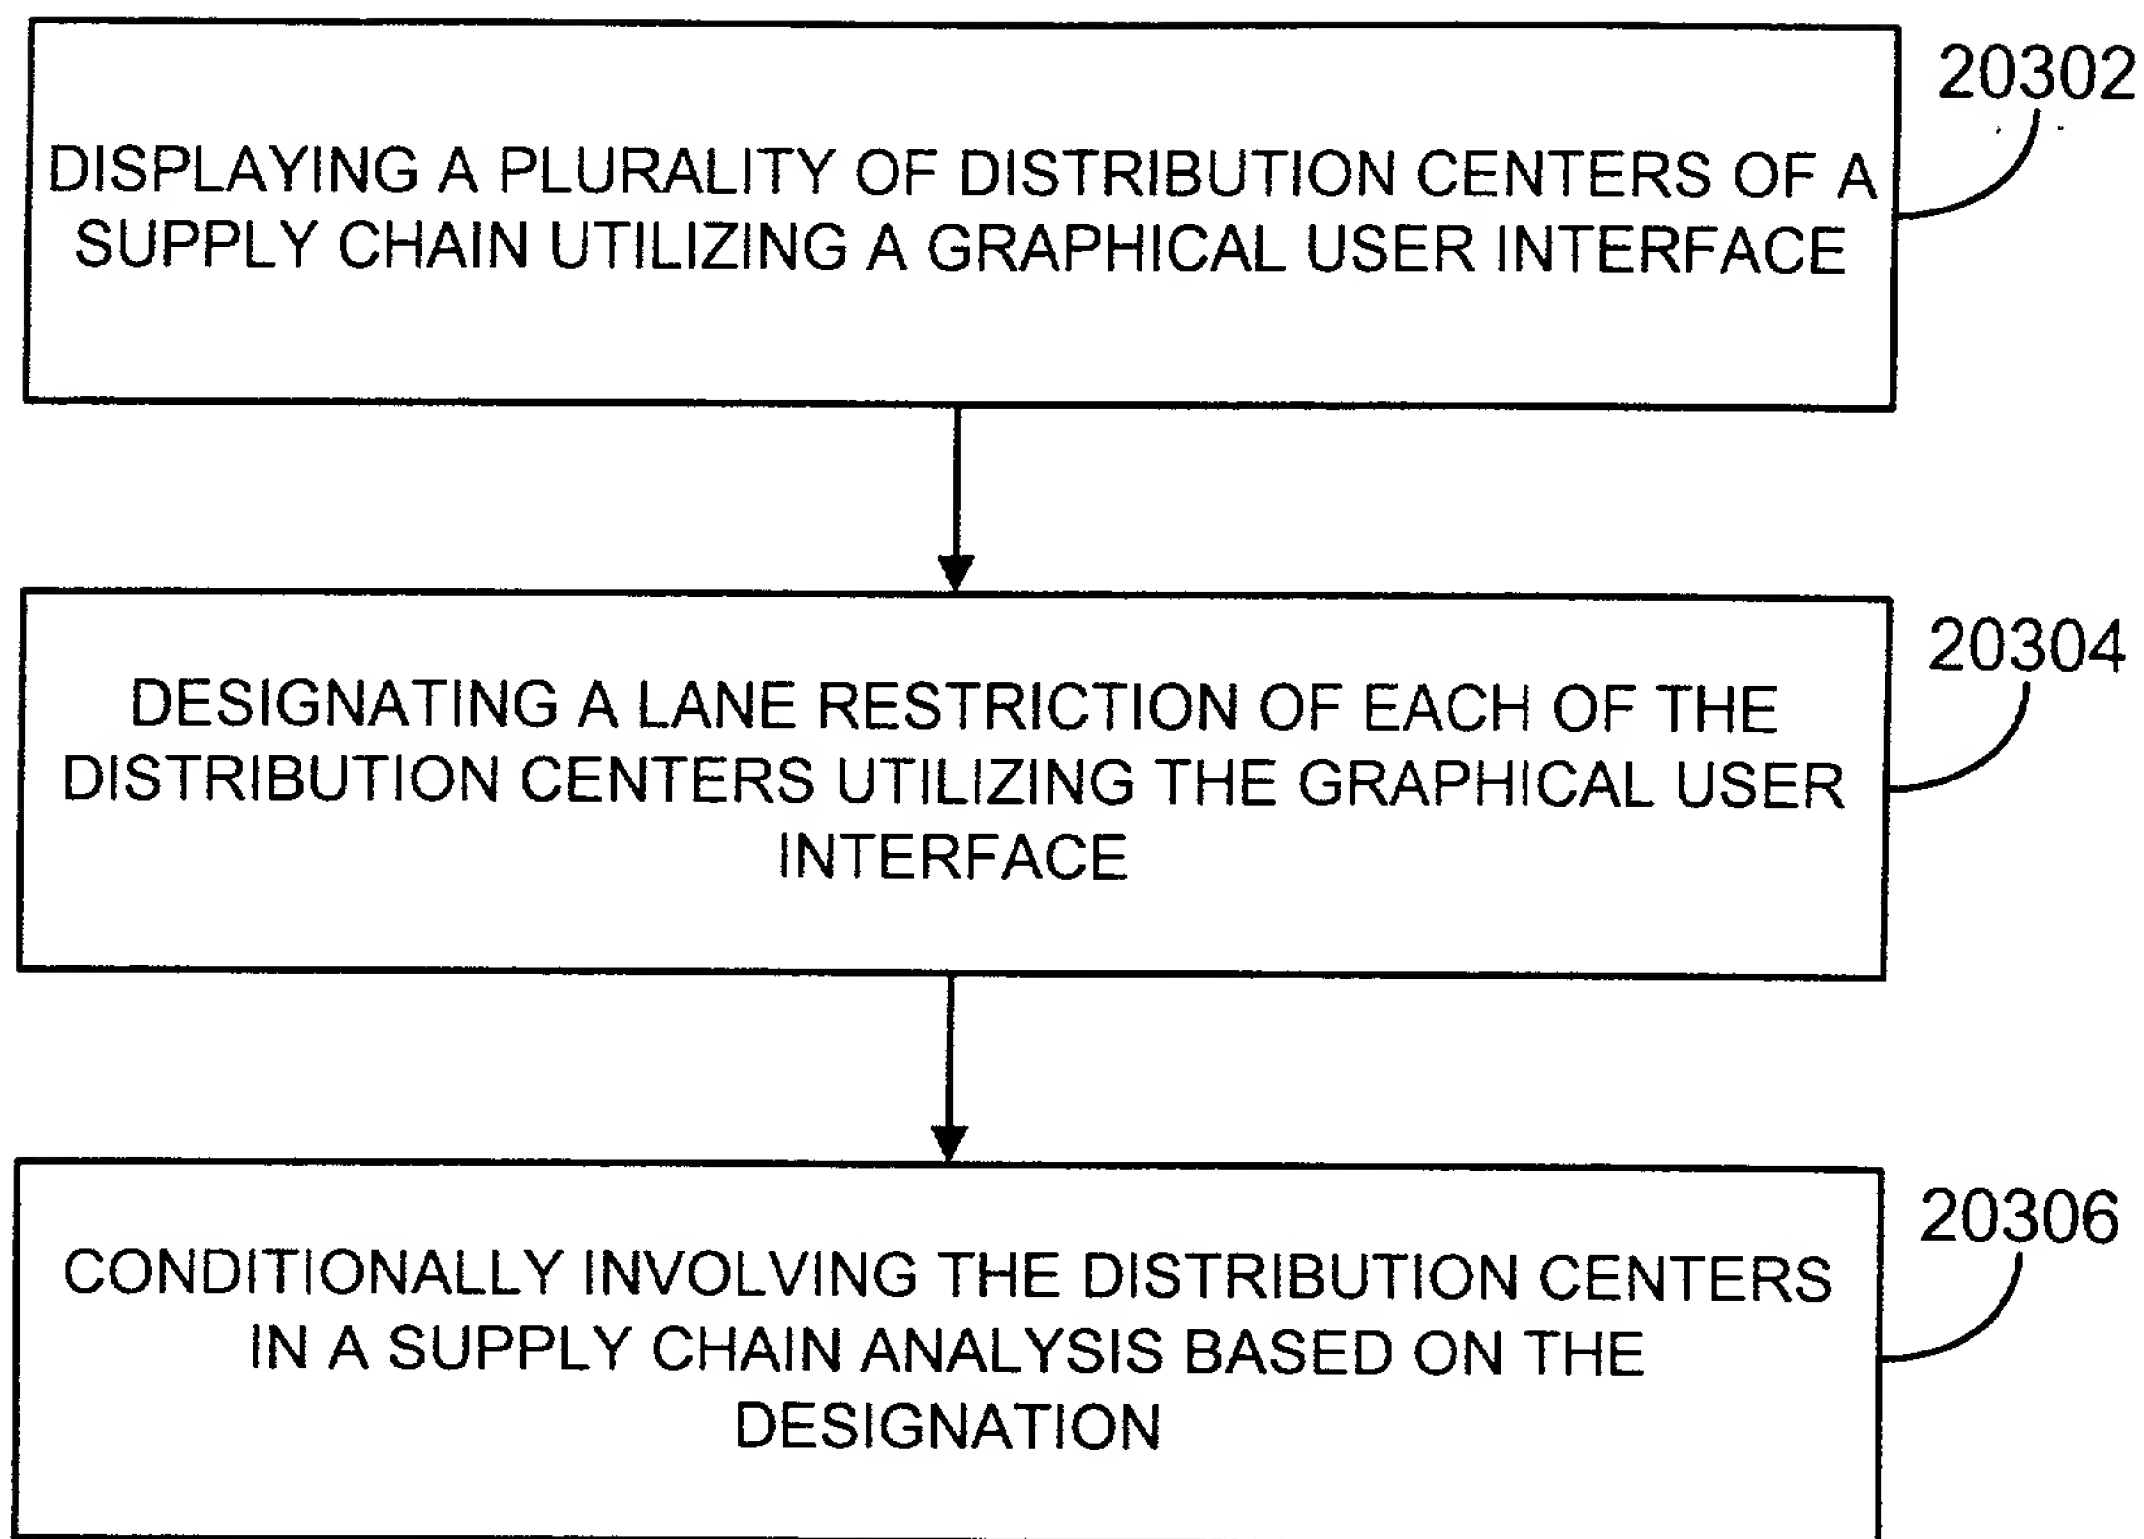 20302
DISPLAYING A PLURALITY OF DISTRIBUTION CENTERS OF A
SUPPLY CHAIN UTILIZING A GRAPHICAL USER INTERFACE
20304
DESIGNATING A LANE RESTRICTION OF EACH OF THE
DISTRIBUTION CENTERS UTILIZING THE GRAPHICAL USER
INTERFACE
20306
CONDITIONALLY INVOLVING THE DISTRIBUTION CENTERS
IN A SUPPLY CHAIN ANALYSIS BASED ON THE
DESIGNATION